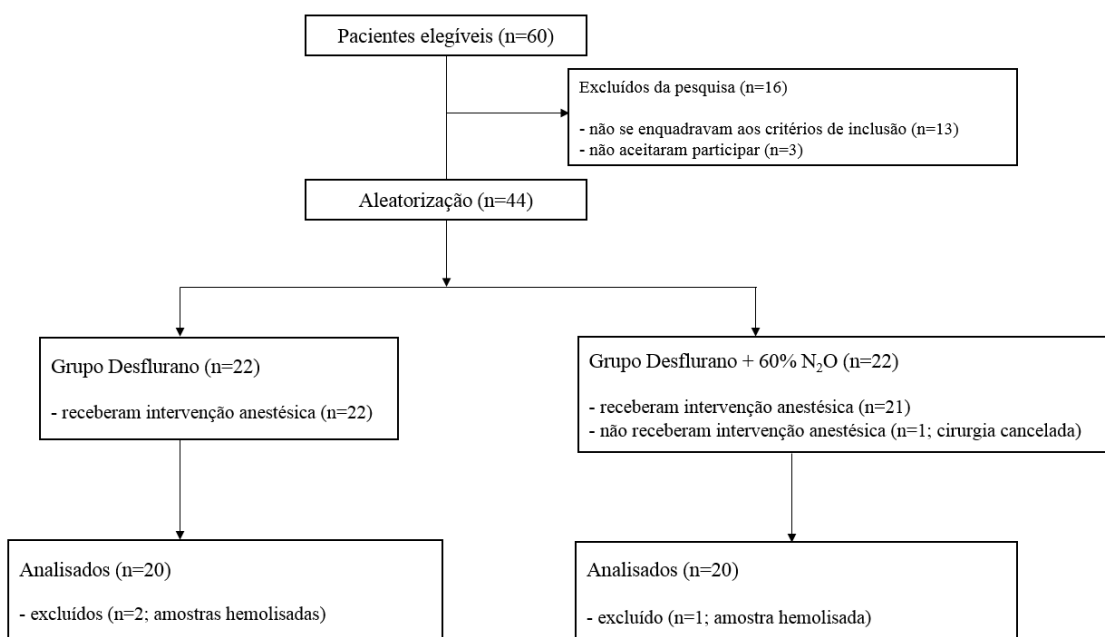 Pacientes elegíveis (n=60)
Excluídos da pesquisa (n=16)
- não se enquadravam aos critérios de inclusão (n=13)
- não aceitaram participar (n=3)
Aleatorização (n=44)
Grupo Desflurano (n=22)
- receberam intervenção anestésica (n=22)
Grupo Desflurano + 60% N₂O (n=22)
- receberam intervenção anestésica (n=21)
- não receberam intervenção anestésica (n=1; cirurgia cancelada)
Analisados (n=20)
- excluídos (n=2; amostras hemolisadas)
Analisados (n=20)
- excluído (n=1; amostra hemolisada)